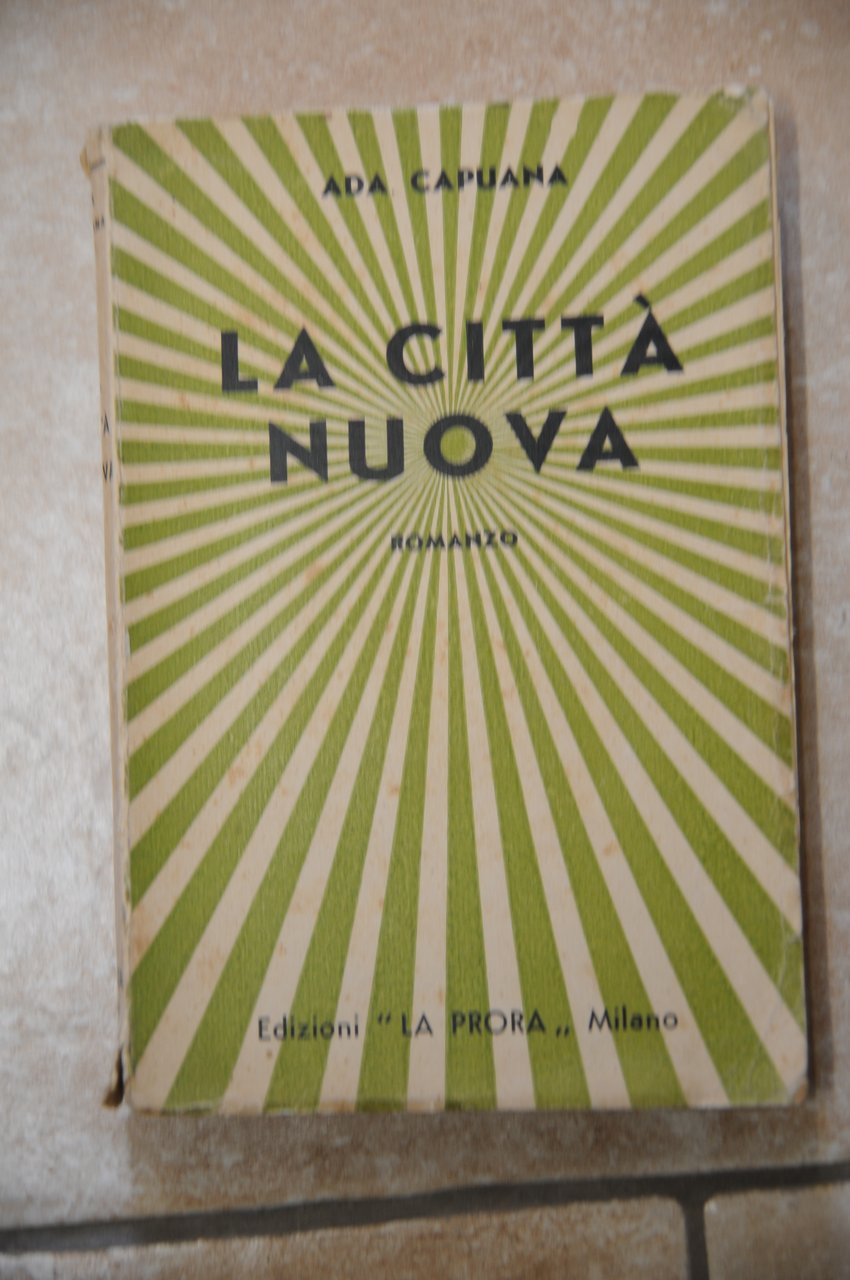 ADA CAPUANA
LA CITTÀ
NUOVA
ROMANZO
Edizioni “LA PRORA„ Milano